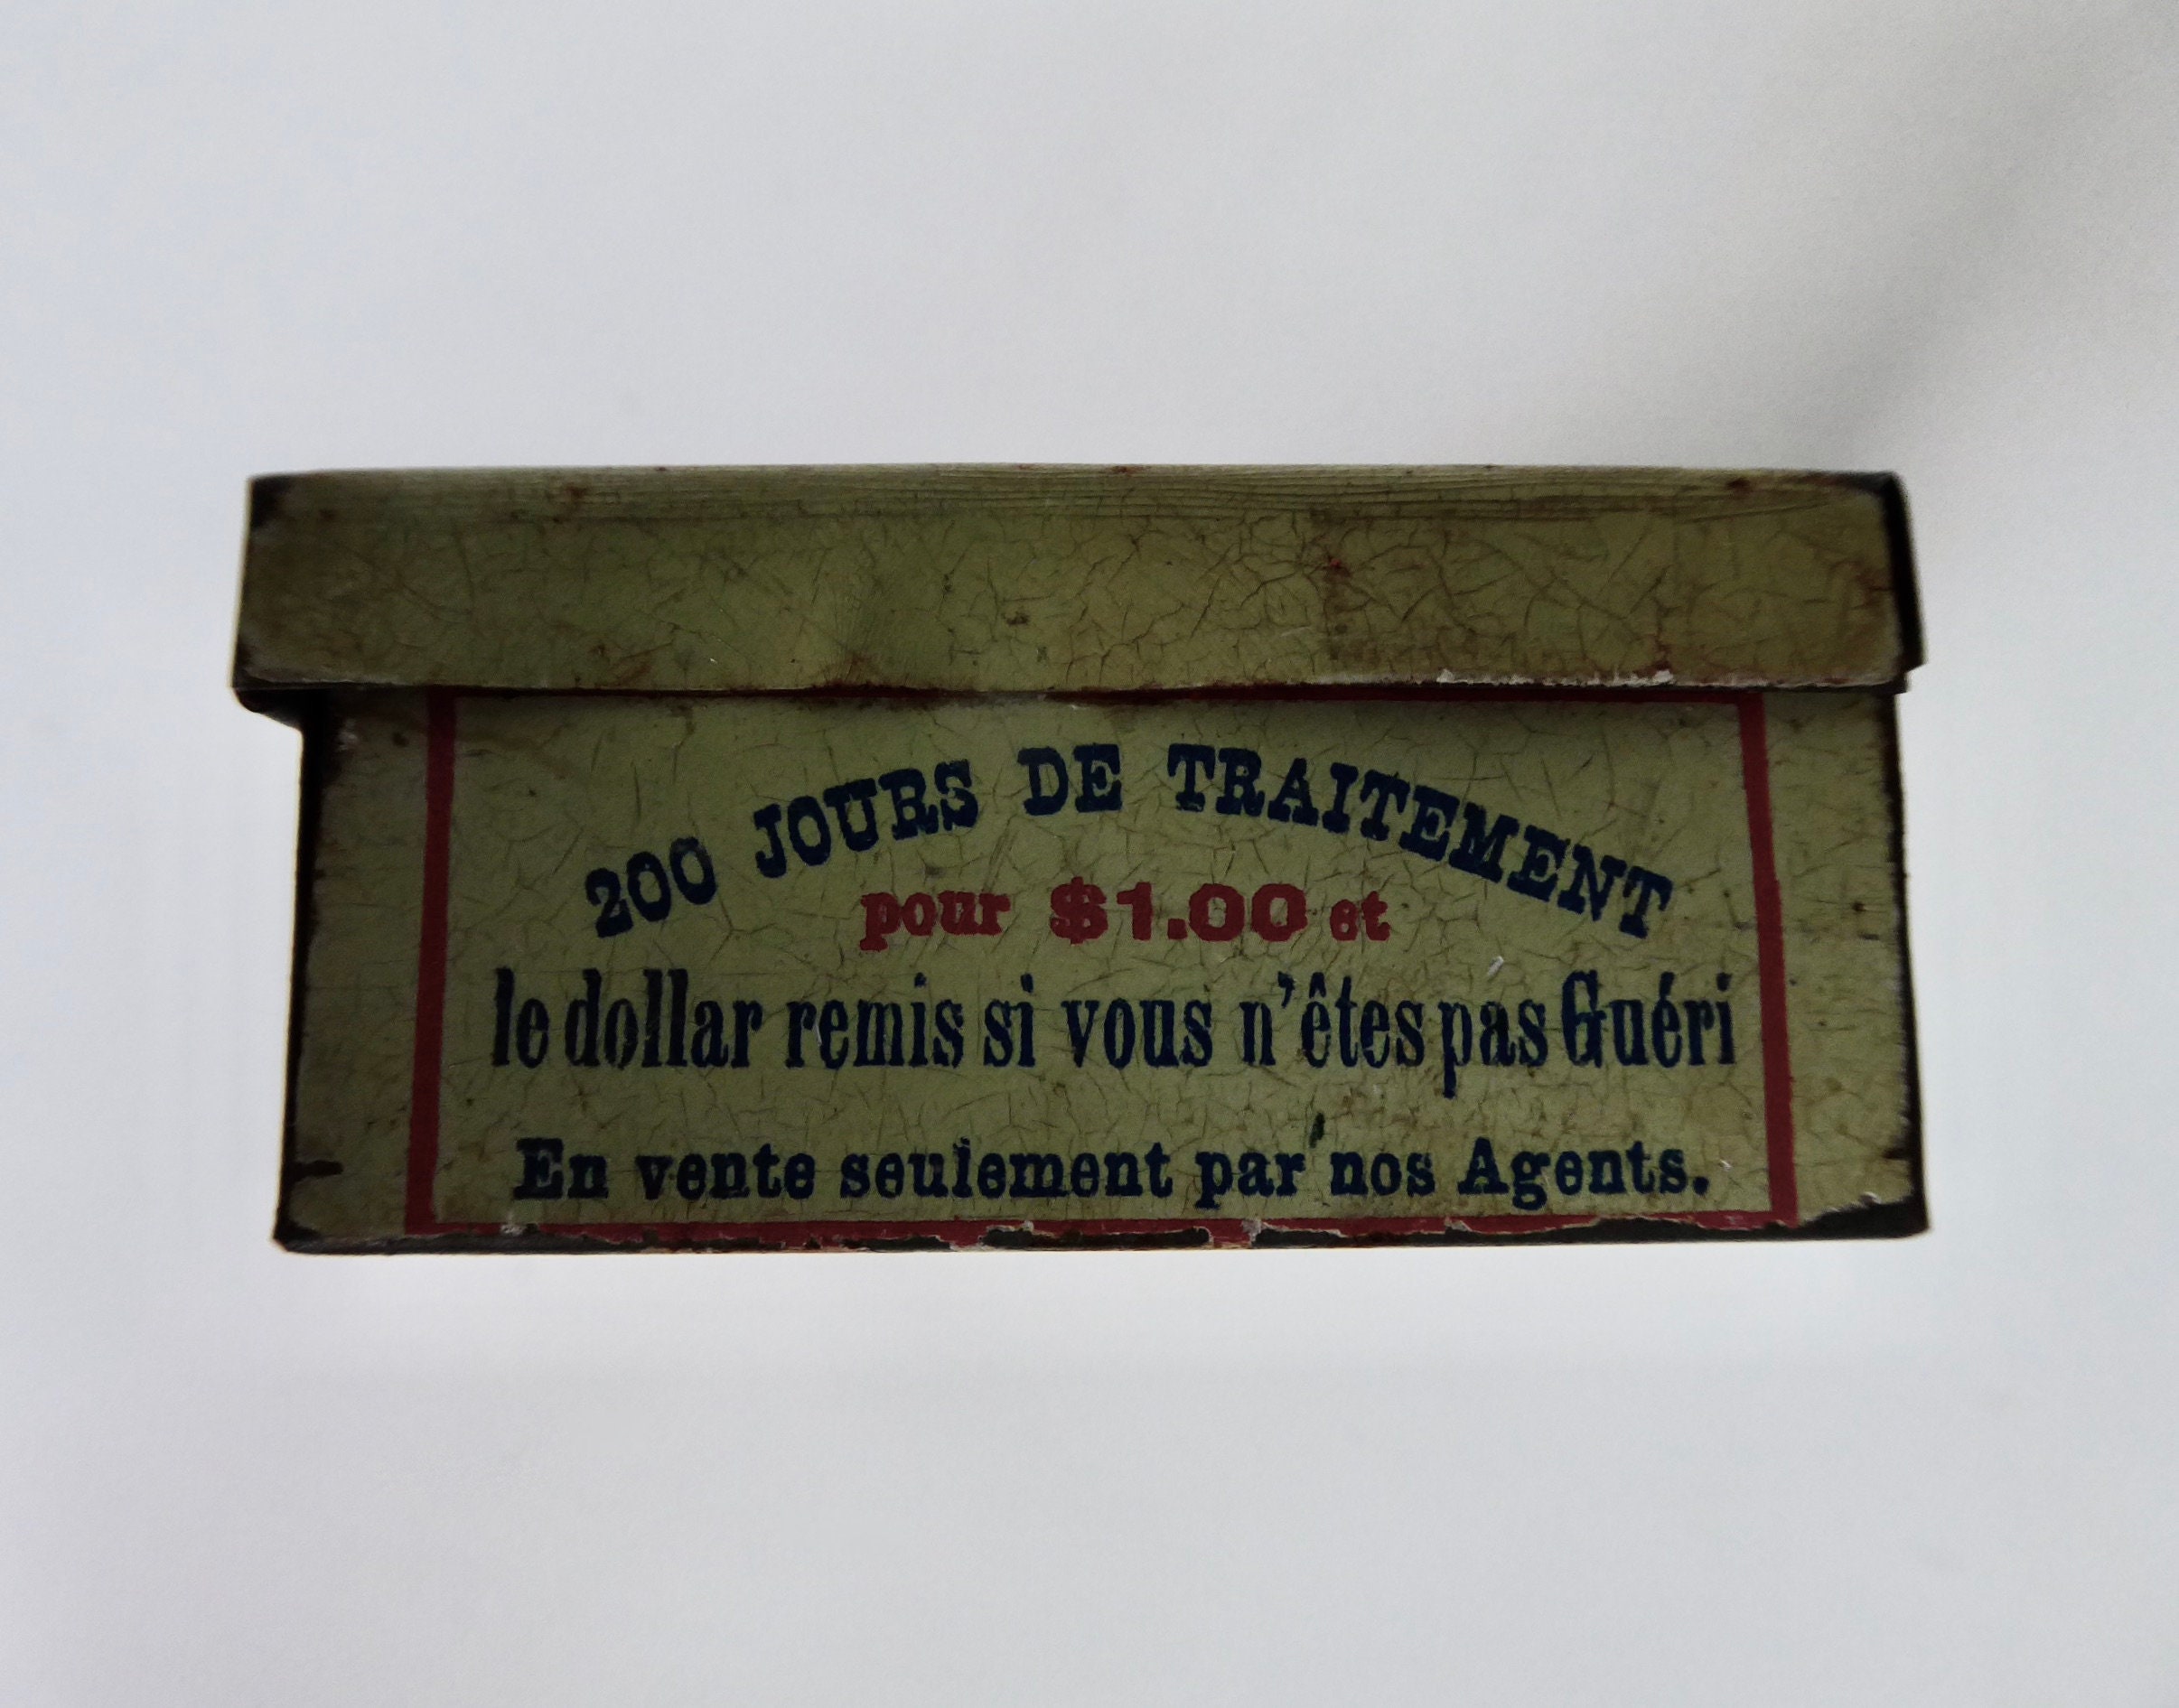 200 JOURS DE TRAITEMENT
pour $1.00 et
le dollar remis si vous n'êtes pas Guéri
En vente seulement par nos Agents.